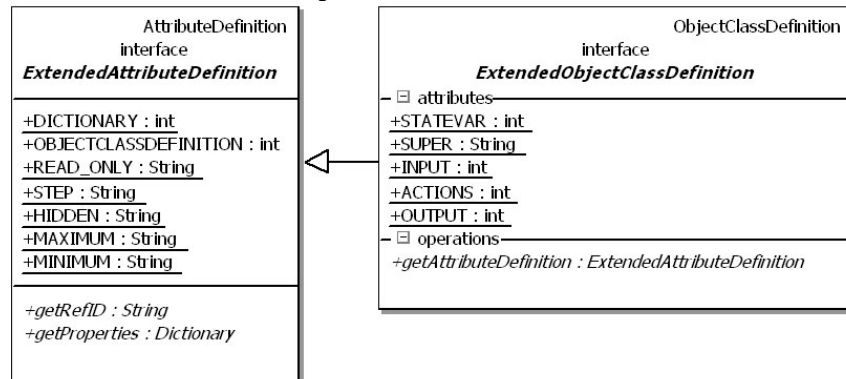 AttributeDefinition
interface
ExtendedAttributeDefinition
+DICTIONARY : int
+OBJECTCLASSDEFINITION : int
+READ_ONLY : String
+STEP : String
+HIDDEN : String
+MAXIMUM : String
+MINIMUM : String
+getRefID : String
+getProperties : Dictionary
ObjectClassDefinition
interface
ExtendedObjectClassDefinition
attributes
+STATEVAR : int
+SUPER : String
+INPUT : int
+ACTIONS : int
+OUTPUT : int
operations
+getAttributeDefinition : ExtendedAttributeDefinition